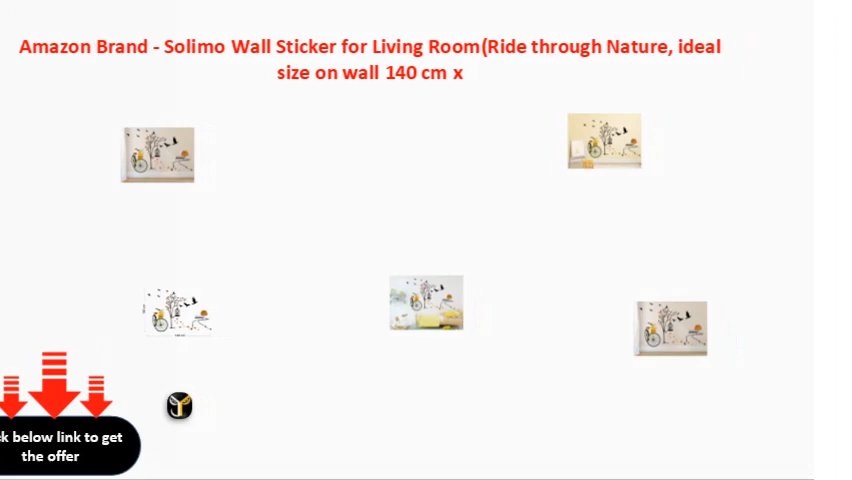 Amazon Brand - Solimo Wall Sticker for Living Room(Ride through Nature, ideal
size on wall 140 cm x
ck below link to get
the offer